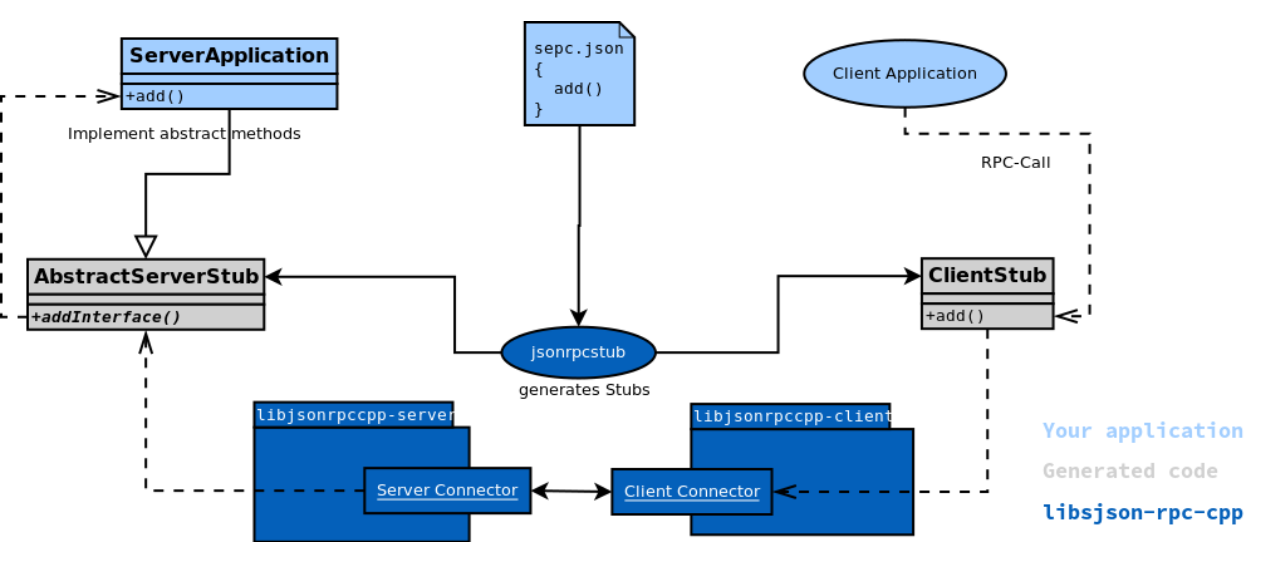 ServerApplication
+add()
Implement abstract methods
sepc.json
{
add()
}
Client Application
RPC-Call
AbstractServerStub
+addInterface()
ClientStub
+add()
jsonrpcstub
generates Stubs
libjsonrpccpp-server
Server Connector
libjsonrpccpp-client
Client Connector
Your application
Generated code
libsjson-rpc-cpp